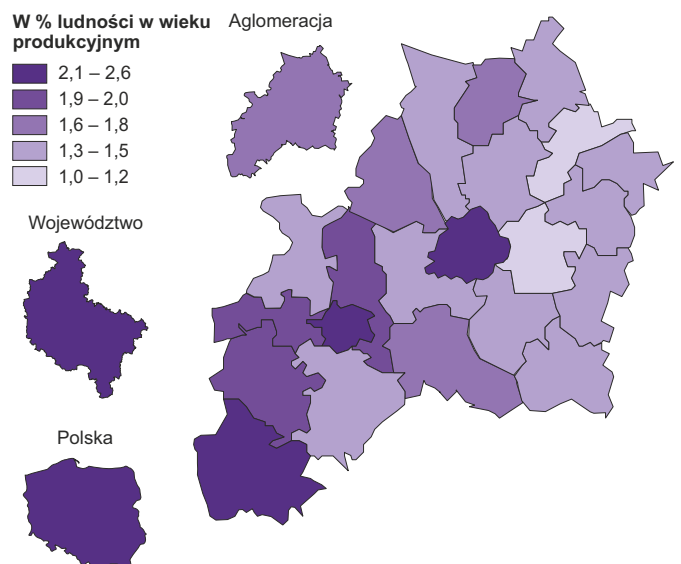 W % ludności w wieku
produkcyjnym
2,1 – 2,6
1,9 – 2,0
1,6 – 1,8
1,3 – 1,5
1,0 – 1,2
Aglomeracja
Województwo
Polska